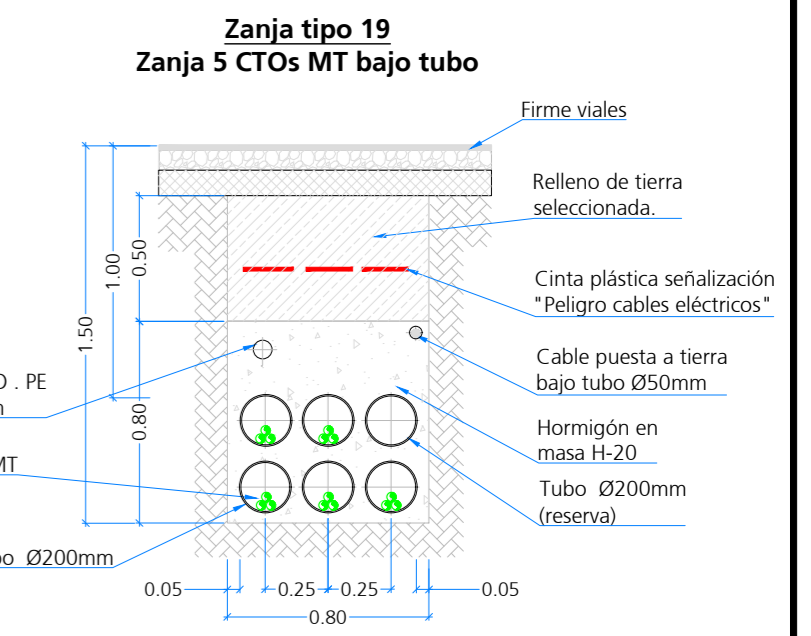 Zanja tipo 19
Zanja 5 CTOs MT bajo tubo
Firme viales
Relleno de tierra
seleccionada.
Cinta plástica señalización
"Peligro cables eléctricos"
Cable puesta a tierra
bajo tubo Ø50mm
Hormigón en
masa H-20
Tubo Ø200mm
(reserva)
1.50
1.00
0.50
0.80
. PE
MT
Ø200mm
0.05
0.25
0.25
0.05
0.80